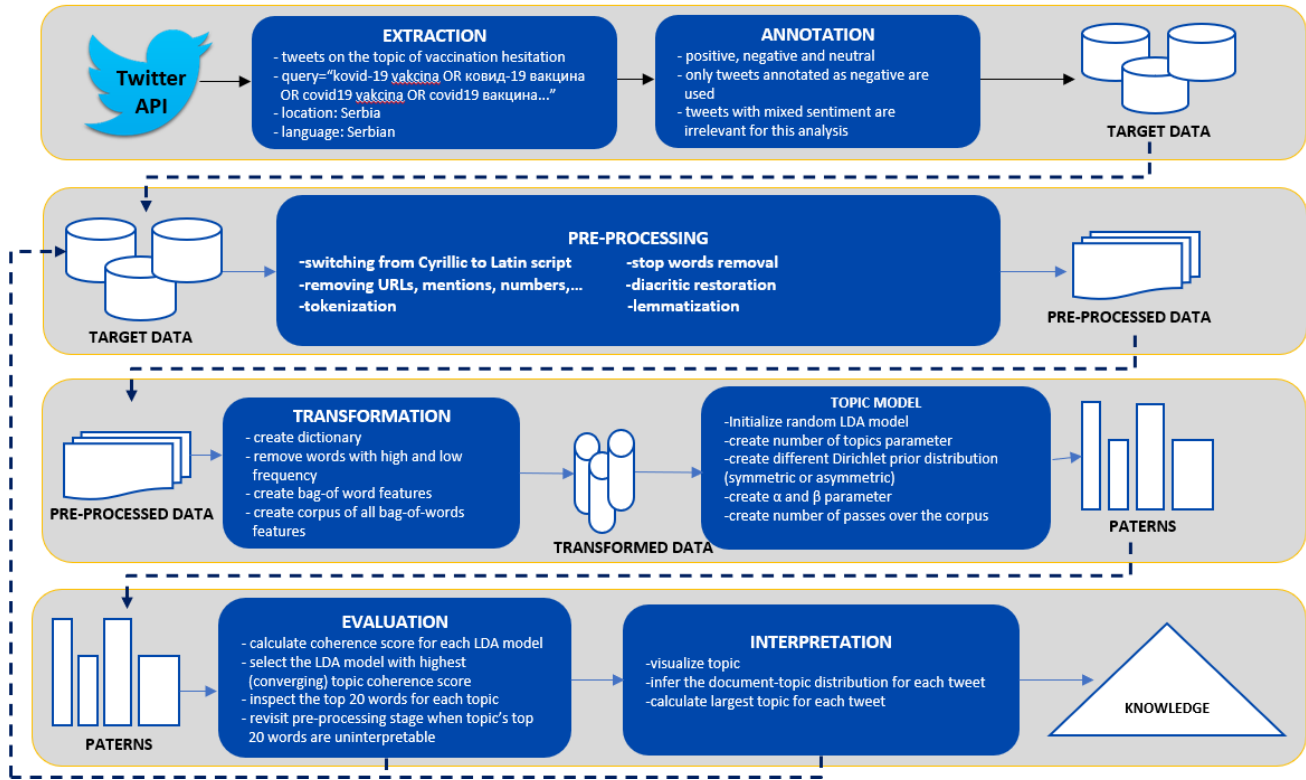 Twitter
API
EXTRACTION
- tweets on the topic of vaccination hesitation
- query="kovid-19 vakcina OR ковид-19 вакцина
OR covid19 vakcina OR covid19 вакцина..."
- location: Serbia
- language: Serbian
ANNOTATION
- positive, negative and neutral
- only tweets annotated as negative are
used
- tweets with mixed sentiment are
irrelevant for this analysis
TARGET DATA
TARGET DATA
PRE-PROCESSING
-switching from Cyrillic to Latin script
-removing URLs, mentions, numbers,...
-tokenization
-stop words removal
-diacritic restoration
-lemmatization
PRE-PROCESSED DATA
PRE-PROCESSED DATA
TRANSFORMATION
- create dictionary
- remove words with high and low
frequency
- create bag-of word features
- create corpus of all bag-of-words
features
TRANSFORMED DATA
TOPIC MODEL
-Initialize random LDA model
-create number of topics parameter
-create different Dirichlet prior distribution
(symmetric or asymmetric)
-create α and β parameter
-create number of passes over the corpus
PATERNS
PATERNS
EVALUATION
- calculate coherence score for each LDA model
- select the LDA model with highest
(converging) topic coherence score
- inspect the top 20 words for each topic
- revisit pre-processing stage when topic's top
20 words are uninterpretable
INTERPRETATION
-visualize topic
-infer the document-topic distribution for each tweet
-calculate largest topic for each tweet
KNOWLEDGE